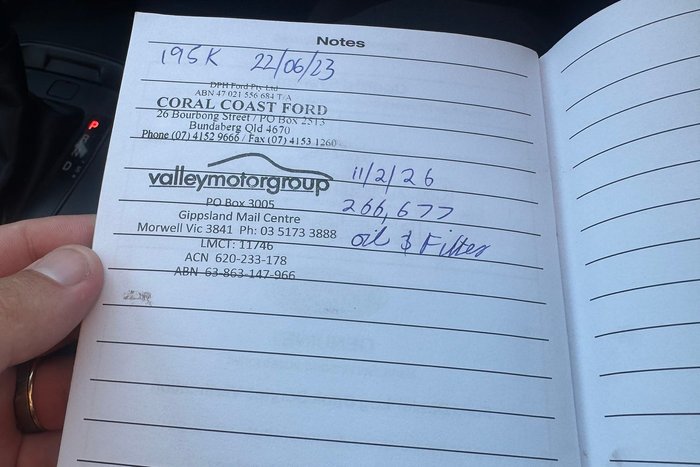 Notes
195K 22/06/23
DPH Ford Pty Ltd
ABN 47 021 556 684 T/A
CORAL COAST FORD
26 Bourbong Street / PO Box 2513
Bundaberg Qld 4670
Phone (07) 4152 9666 / Fax (07) 4153 1260
valleymotorgroup
PO Box 3005
Gippsland Mail Centre
Morwell Vic 3841 Ph: 03 5173 3888
LMCT: 11746
ACN 620-233-178
ABN 63-863-147-966
11/2/26
266,677
oil & Filter
P
D